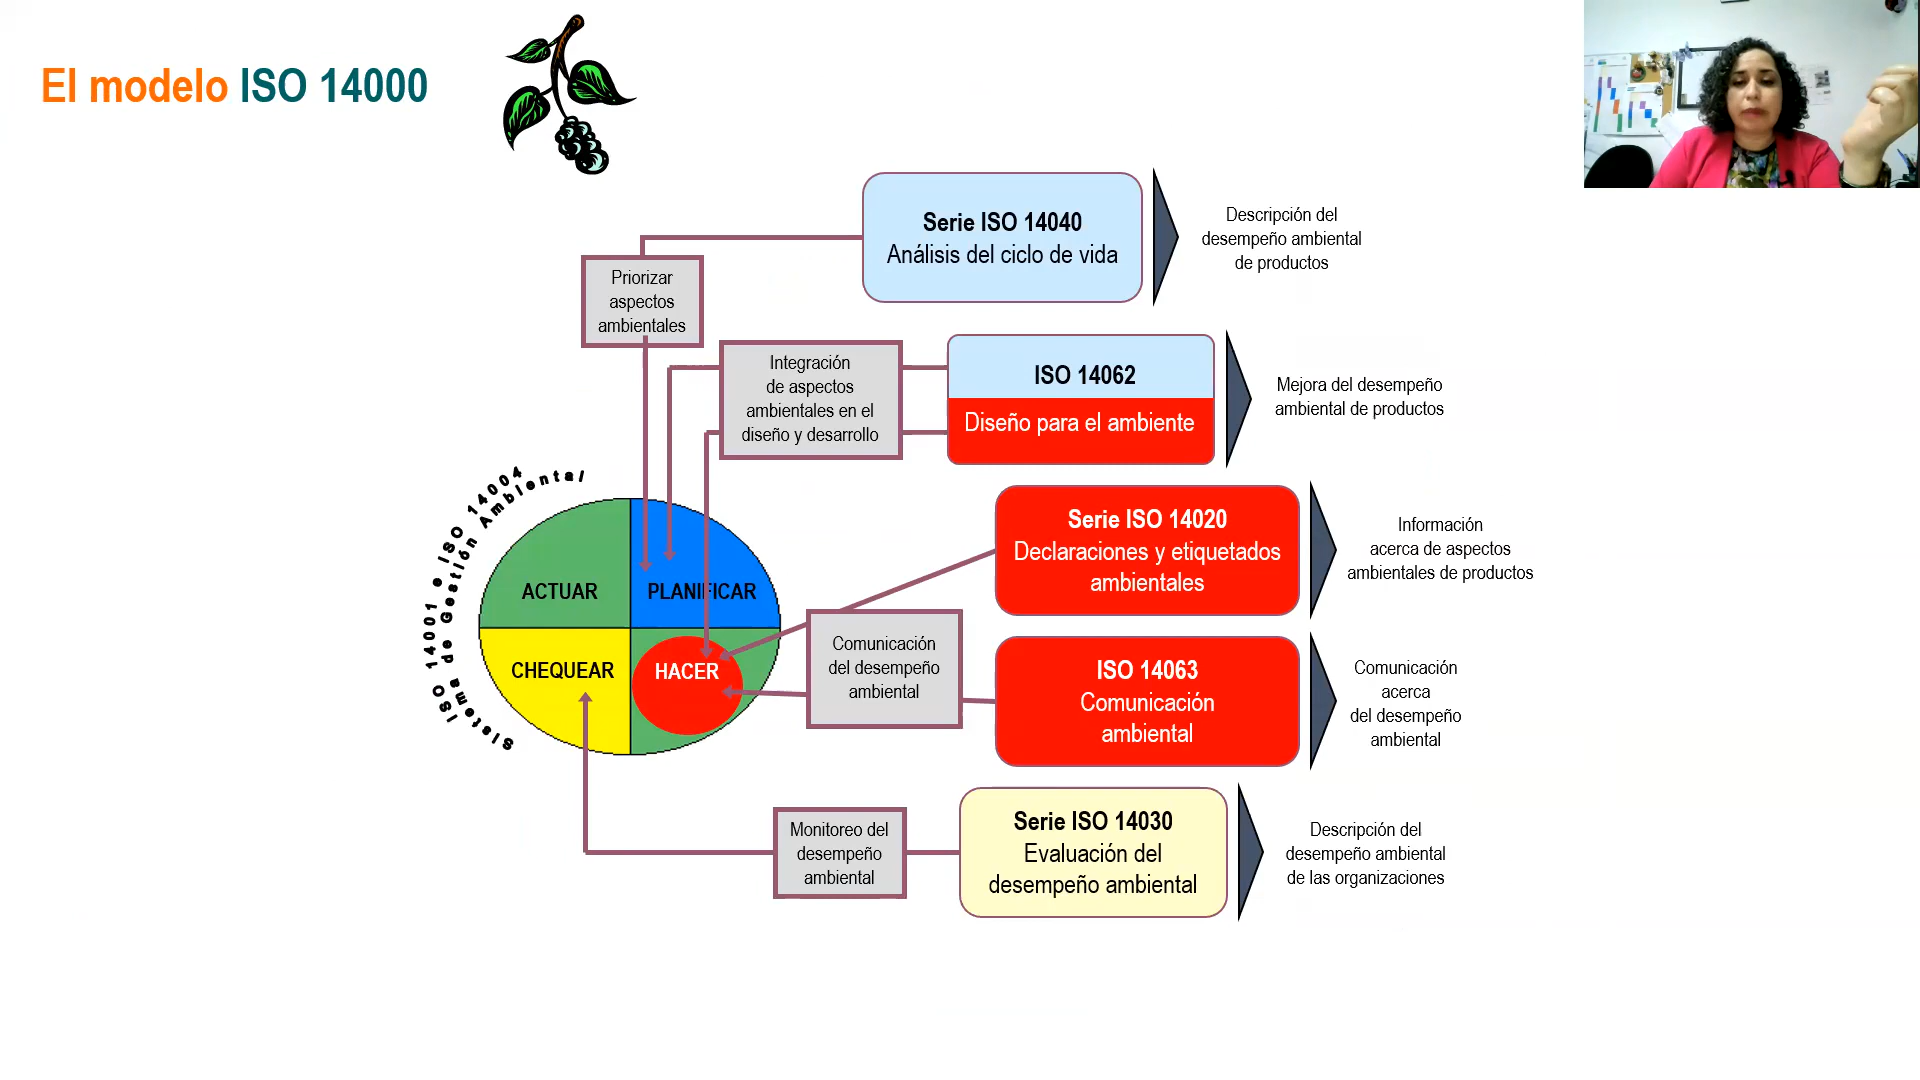 El modelo ISO 14000
Serie ISO 14040
Análisis del ciclo de vida
Descripción del
desempeño ambiental
de productos
Priorizar
aspectos
ambientales
Integración
de aspectos
ambientales en el
diseño y desarrollo
ISO 14062
Diseño para el ambiente
Mejora del desempeño
ambiental de productos
ISO 14001 e ISO 14004
Sistema de Gestión Ambiental
ACTUAR
PLANIFICAR
CHEQUEAR
HACER
Serie ISO 14020
Declaraciones y etiquetados
ambientales
Información
acerca de aspectos
ambientales de productos
Comunicación
del desempeño
ambiental
ISO 14063
Comunicación
ambiental
Comunicación
acerca
del desempeño
ambiental
Monitoreo del
desempeño
ambiental
Serie ISO 14030
Evaluación del
desempeño ambiental
Descripción del
desempeño ambiental
de las organizaciones